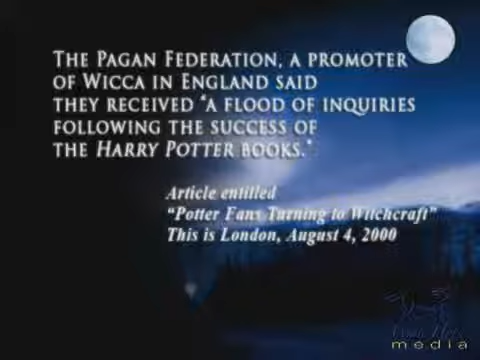 THE PAGAN FEDERATION, A PROMOTER
OF WICCA IN ENGLAND SAID
THEY RECEIVED "A FLOOD OF INQUIRIES
FOLLOWING THE SUCCESS OF
THE HARRY POTTER BOOKS."
Article entitled
"Potter Fans Turning to Witchcraft"
This is London, August 4, 2000
media